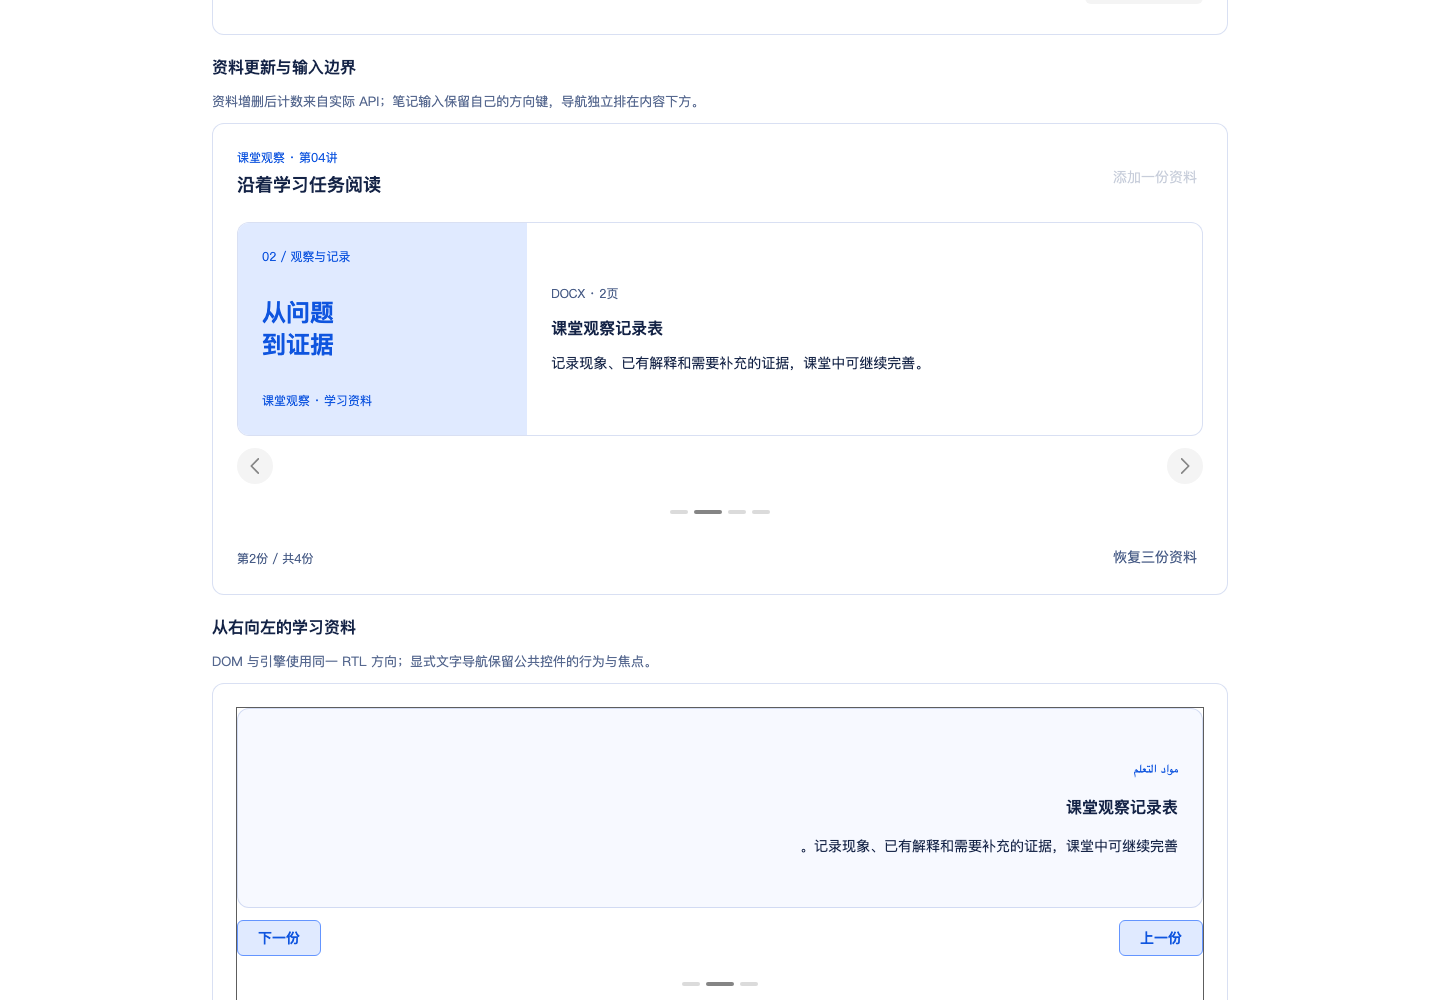 资料更新与输入边界
资料增删后计数来自实际 API；笔记输入保留自己的方向键，导航独立排在内容下方。
课堂观察 · 第04讲
沿着学习任务阅读
添加一份资料
02 / 观察与记录
从问题
到证据
课堂观察 · 学习资料
DOCX · 2页
课堂观察记录表
记录现象、已有解释和需要补充的证据，课堂中可继续完善。
第2份 / 共4份
恢复三份资料
从右向左的学习资料
DOM 与引擎使用同一 RTL 方向；显式文字导航保留公共控件的行为与焦点。
مواد التعلم
课堂观察记录表
记录现象、已有解释和需要补充的证据，课堂中可继续完善。
下一份
上一份